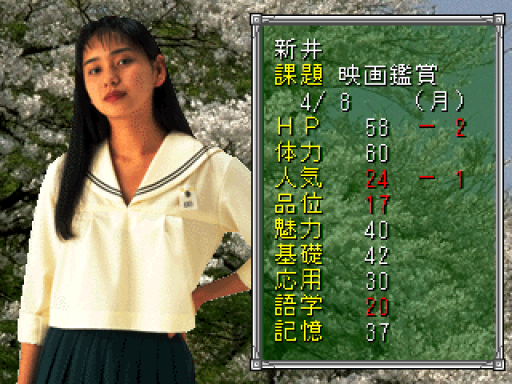 新井
課題 映画鑑賞
4/ 8 (月)
HP 58 - 2
体力 60
人気 24 - 1
品位 17
魅力 40
基礎 42
応用 30
語学 20
記憶 37